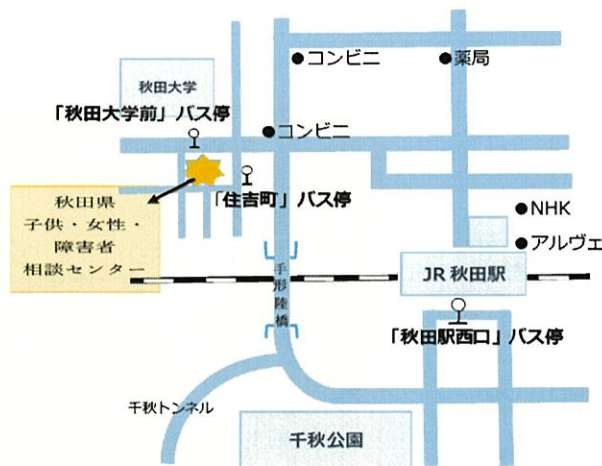 ●コンビニ
●薬局
秋田大学
「秋田大学前」バス停
●コンビニ
「住吉町」バス停
秋田県
子供・女性・
障害者
相談センター
●NHK
●アルヴェ
手形陸橋
JR 秋田駅
「秋田駅西口」バス停
千秋トンネル
千秋公園